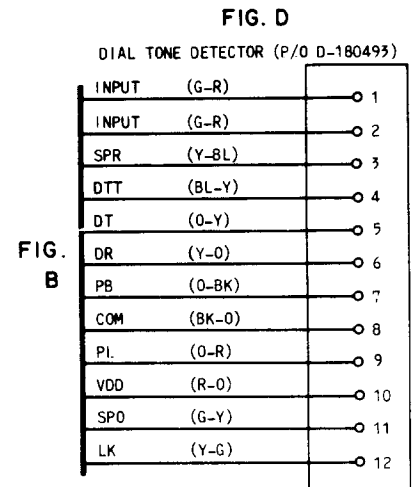 FIG. D
DIAL TONE DETECTOR (P/O D-180493)
INPUT (G-R) 1
INPUT (G-R) 2
SPR (Y-BL) 3
DTT (BL-Y) 4
DT (O-Y) 5
FIG. B
DR (Y-O) 6
PB (O-BK) 7
COM (BK-O) 8
PL (O-R) 9
VDD (R-O) 10
SPO (G-Y) 11
LK (Y-G) 12